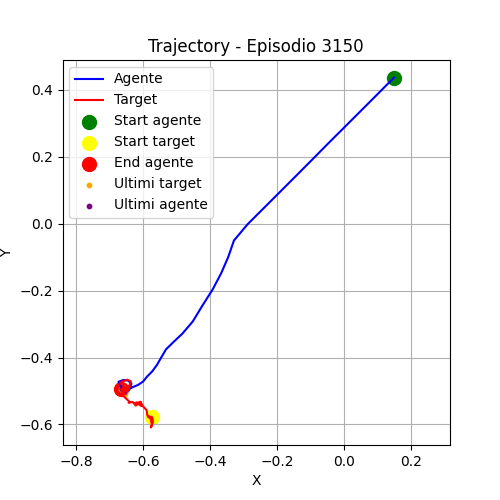 Trajectory - Episodio 3150
Agente
Target
Start agente
Start target
End agente
Ultimi target
Ultimi agente
0.4
0.2
0.0
−0.2
−0.4
−0.6
Y
−0.8
−0.6
−0.4
−0.2
0.0
0.2
X